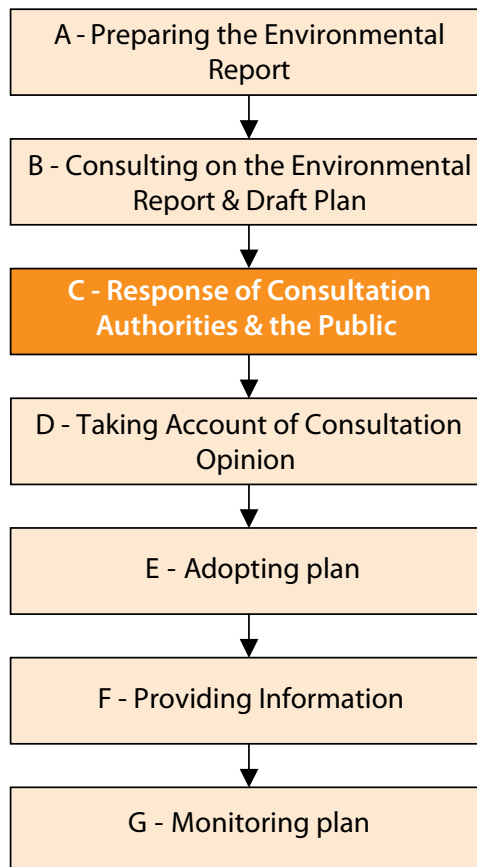 A - Preparing the Environmental
Report
B - Consulting on the Environmental
Report & Draft Plan
C - Response of Consultation
Authorities & the Public
D - Taking Account of Consultation
Opinion
E - Adopting plan
F - Providing Information
G - Monitoring plan